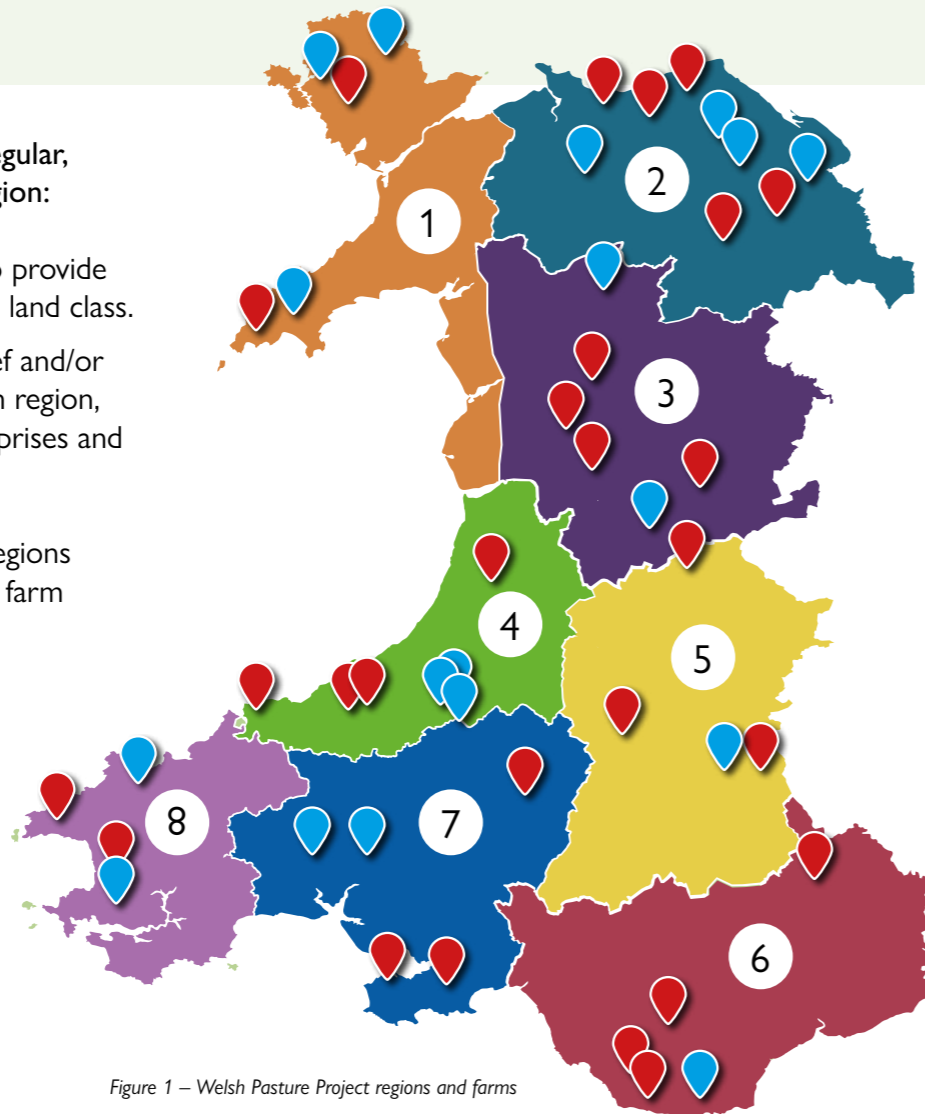 egular,
gion:
o provide
land class.
ef and/or
n region,
prises and
egions
farm
1
2
3
4
5
6
7
8
Figure 1 – Welsh Pasture Project regions and farms